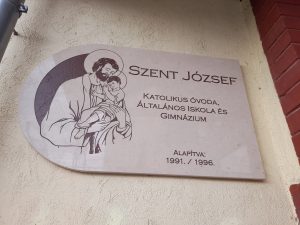 SZENT JÓZSEF
KATOLIKUS ÓVODA,
ÁLTALÁNOS ISKOLA ÉS
GIMNÁZIUM
ALAPÍTVA:
1991. / 1996.